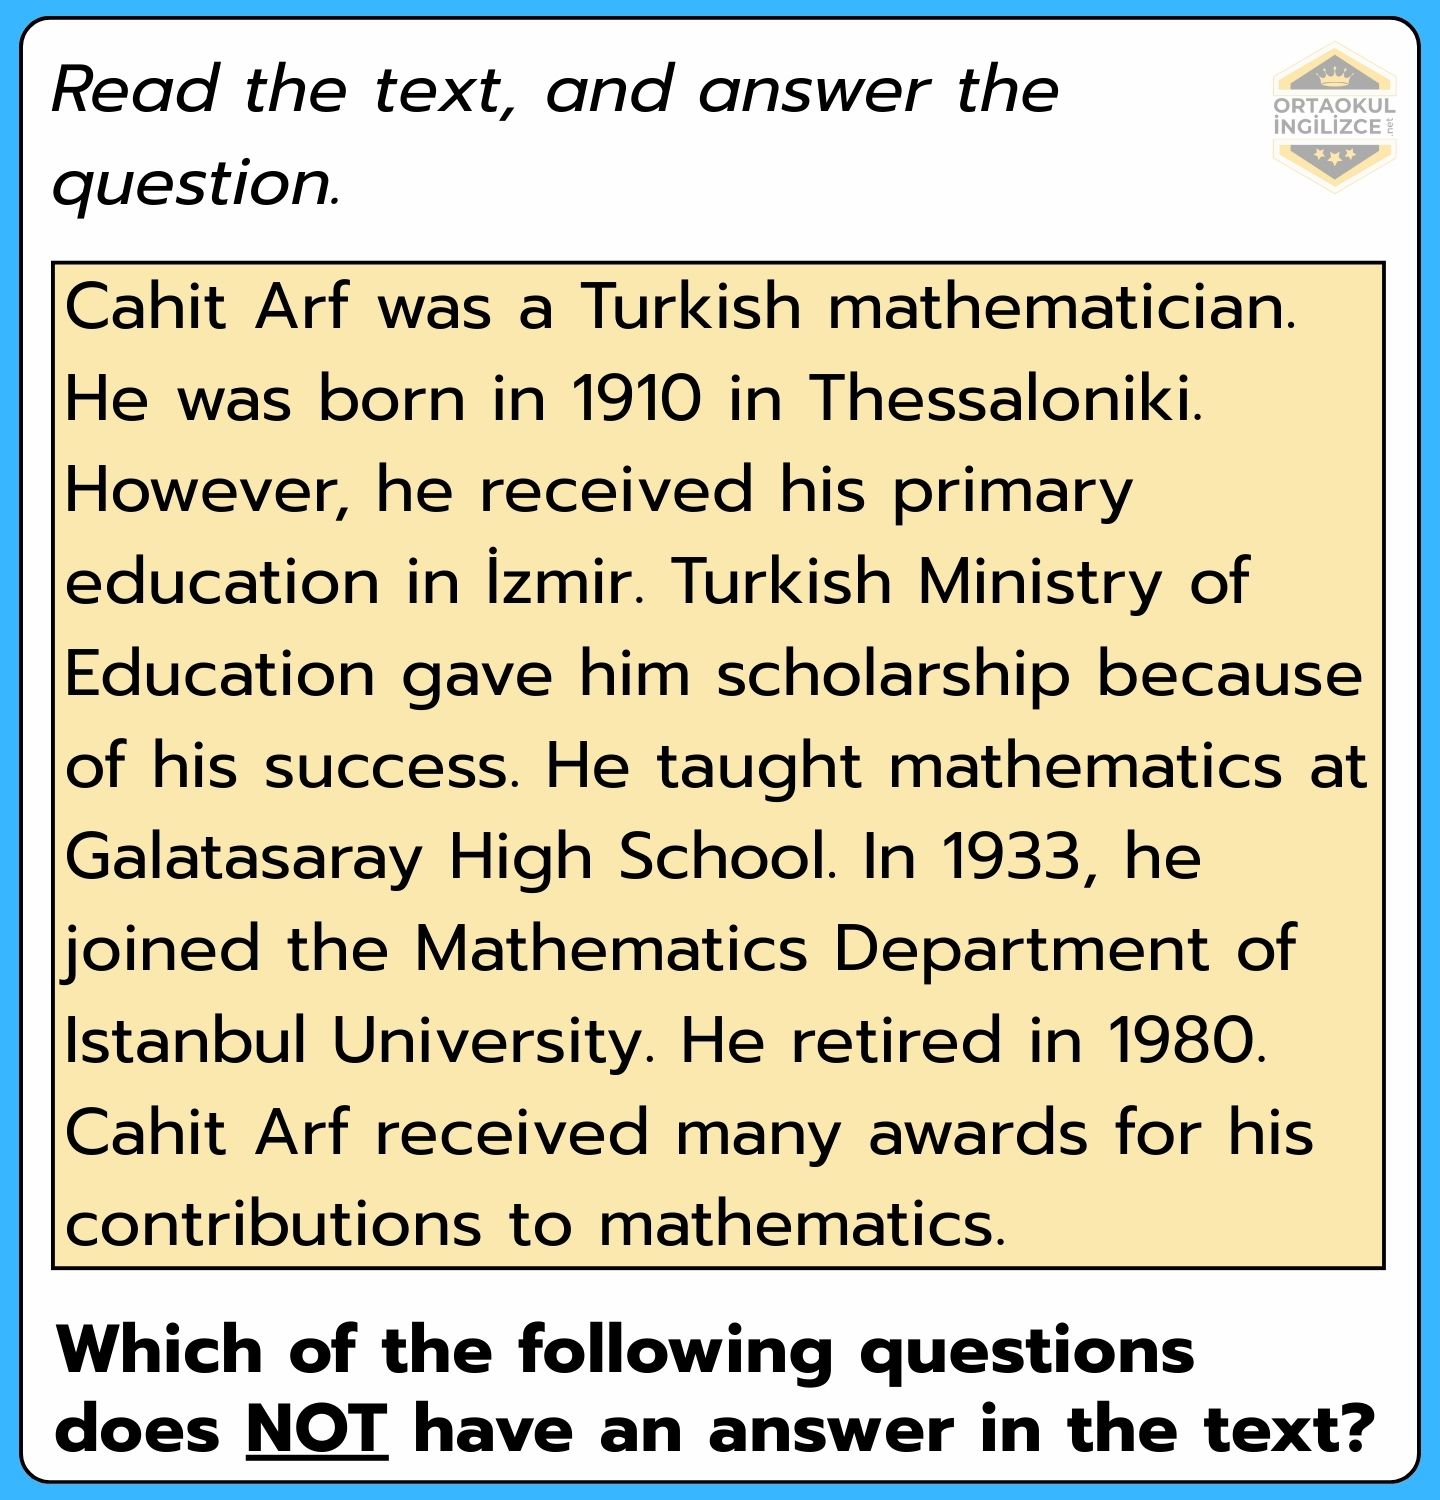 Read the text, and answer the
question.
ORTAOKUL
İNGİLİZCE
.net
Cahit Arf was a Turkish mathematician.
He was born in 1910 in Thessaloniki.
However, he received his primary
education in İzmir. Turkish Ministry of
Education gave him scholarship because
of his success. He taught mathematics at
Galatasaray High School. In 1933, he
joined the Mathematics Department of
Istanbul University. He retired in 1980.
Cahit Arf received many awards for his
contributions to mathematics.
Which of the following questions
does NOT have an answer in the text?